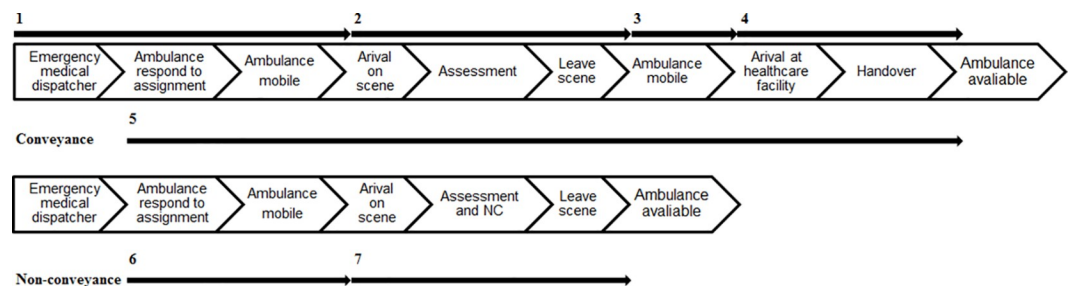 1 2 3 4
Emergency medical dispatcher
Ambulance respond to assignment
Ambulance mobile
Arival on scene
Assessment
Leave scene
Ambulance mobile
Arival at healthcare facility
Handover
Ambulance avaliable
5
Conveyance
Emergency medical dispatcher
Ambulance respond to assignment
Ambulance mobile
Arival on scene
Assessment and NC
Leave scene
Ambulance avaliable
6 7
Non-conveyance